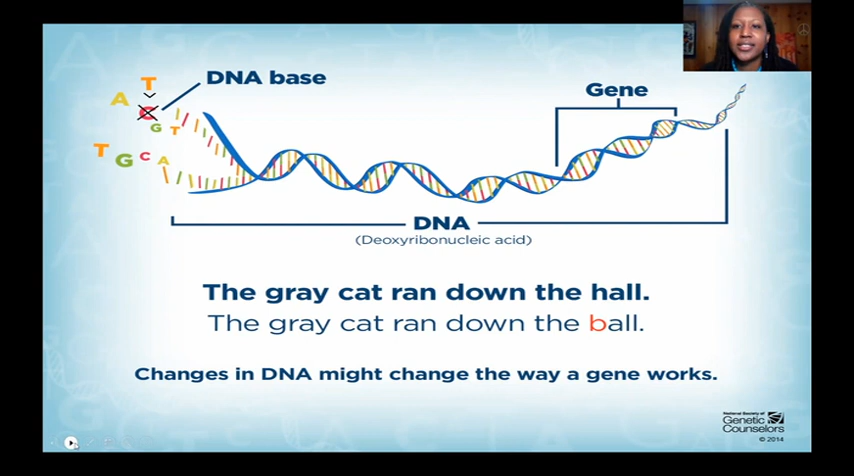 T
DNA base
A
C
G T
T G C A
Gene
DNA
(Deoxyribonucleic acid)
The gray cat ran down the hall.
The gray cat ran down the ball.
Changes in DNA might change the way a gene works.
National Society of
Genetic
Counselors
© 2014